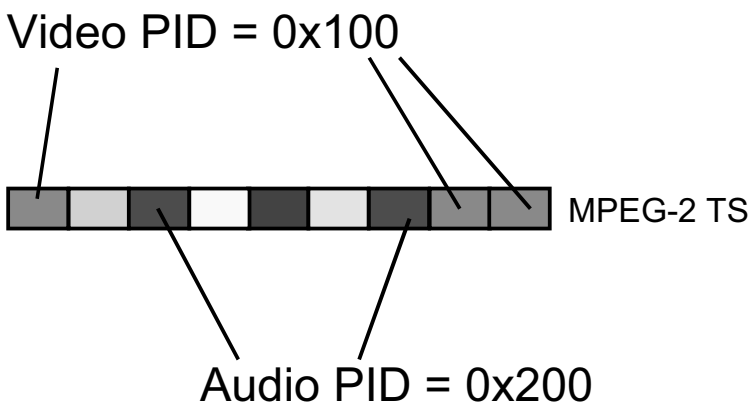 Video PID = 0x100
MPEG-2 TS
Audio PID = 0x200